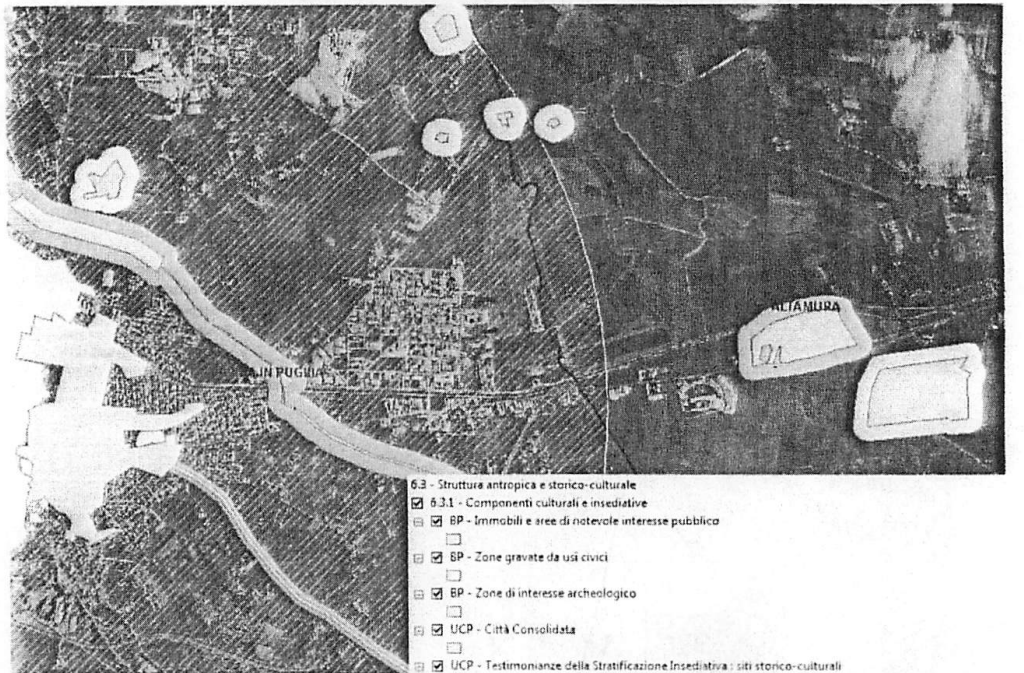 ALTAMURA
IN PUGLIA
6.3 - Struttura antropica e storico-culturale
6.3.1 - Componenti culturali e insediative
BP - Immobili e aree di notevole interesse pubblico
BP - Zone gravate da usi civici
BP - Zone di interesse archeologico
UCP - Città Consolidata
UCP - Testimonianze della Stratificazione Insediativa : siti storico-culturali